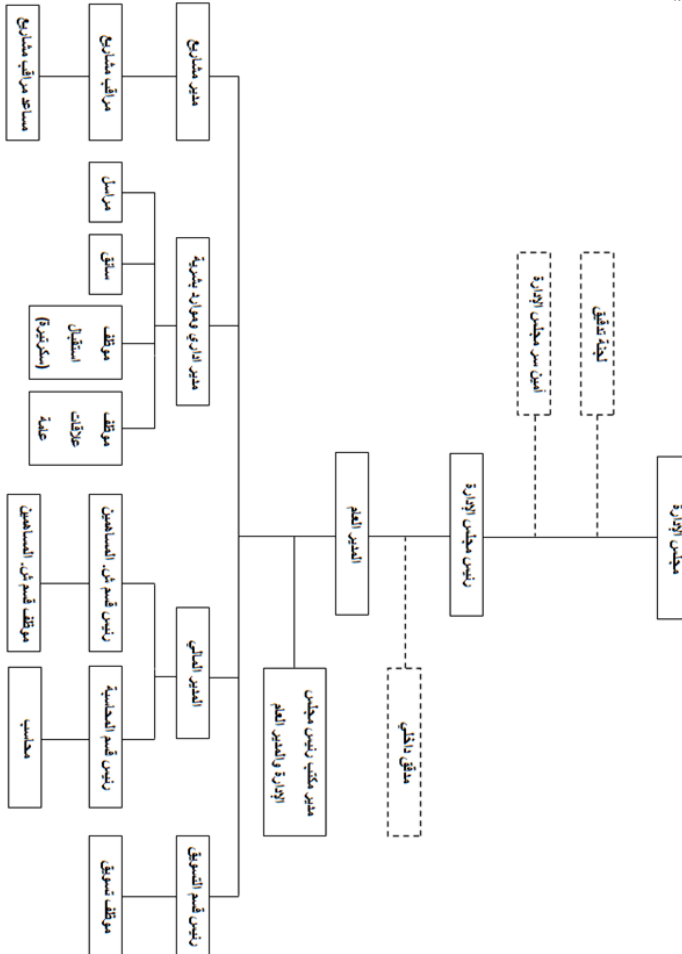 مجلس الإدارة
لجنة تدقيق
أمين سر مجلس الإدارة
رئيس مجلس الإدارة
مدقق داخلي
المدير العام
مدير مكتب رئيس مجلس
الإدارة والمدير العام
رئيس قسم التسويق
المدير المالي
مدير اداري وموارد بشرية
مدير مشاريع
موظف تسويق
رئيس قسم المحاسبة
رئيس قسم ش. المساهمين
موظف
علاقات
عامة
موظف
استقبال
(سكرتيرة)
سائق
مراسل
مراقب مشاريع
محاسب
موظف قسم ش. المساهمين
مساعد مراقب مشاريع